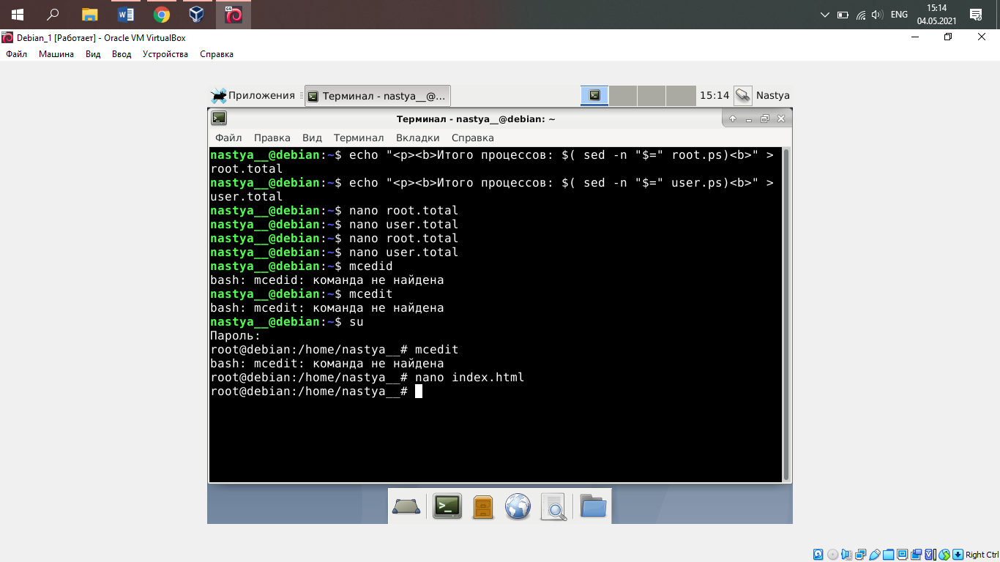 15:14
ENG
04.05.2021
Debian_1 [Работает] - Oracle VM VirtualBox
Файл Машина Вид Ввод Устройства Справка
Приложения Терминал - nastya__@... 15:14 Nastya
Терминал - nastya__@debian: ~
Файл Правка Вид Терминал Вкладки Справка
nastya__@debian:~$ echo "<p><b>Итого процессов: $( sed -n "$=" root.ps)<b>" >
root.total
nastya__@debian:~$ echo "<p><b>Итого процессов: $( sed -n "$=" user.ps)<b>" >
user.total
nastya__@debian:~$ nano root.total
nastya__@debian:~$ nano user.total
nastya__@debian:~$ nano root.total
nastya__@debian:~$ nano user.total
nastya__@debian:~$ mcedid
bash: mcedid: команда не найдена
nastya__@debian:~$ mcedit
bash: mcedit: команда не найдена
nastya__@debian:~$ su
Пароль:
root@debian:/home/nastya__# mcedit
bash: mcedit: команда не найдена
root@debian:/home/nastya__# nano index.html
root@debian:/home/nastya__#
Right Ctrl